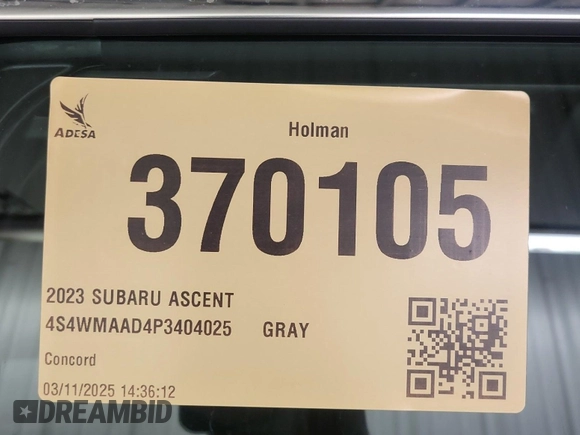 ADESA
Holman
370105
2023 SUBARU ASCENT
4S4WMAAD4P3404025 GRAY
Concord
03/11/2025 14:36:12
DREAMBID